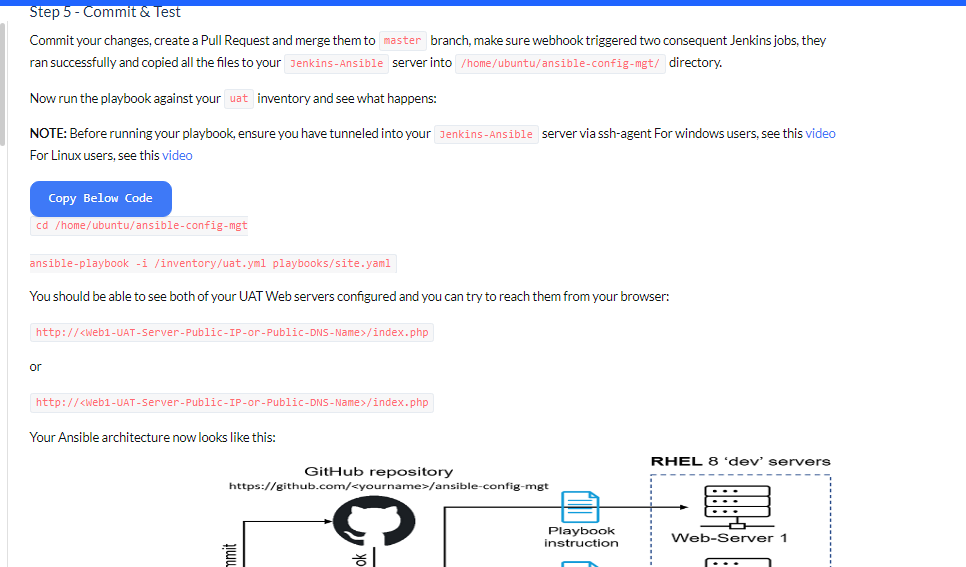 Step 5 - Commit & Test
Commit your changes, create a Pull Request and merge them to master branch, make sure webhook triggered two consequent Jenkins jobs, they
ran successfully and copied all the files to your Jenkins-Ansible server into /home/ubuntu/ansible-config-mgt/ directory.
Now run the playbook against your uat inventory and see what happens:
NOTE: Before running your playbook, ensure you have tunneled into your Jenkins-Ansible server via ssh-agent For windows users, see this video
For Linux users, see this video
Copy Below Code
cd /home/ubuntu/ansible-config-mgt
ansible-playbook -i /inventory/uat.yml playbooks/site.yaml
You should be able to see both of your UAT Web servers configured and you can try to reach them from your browser:
http://<Web1-UAT-Server-Public-IP-or-Public-DNS-Name>/index.php
or
http://<Web1-UAT-Server-Public-IP-or-Public-DNS-Name>/index.php
Your Ansible architecture now looks like this:
RHEL 8 ‘dev’ servers
GitHub repository
https://github.com/<yourname>/ansible-config-mgt
Playbook
instruction
Web-Server 1